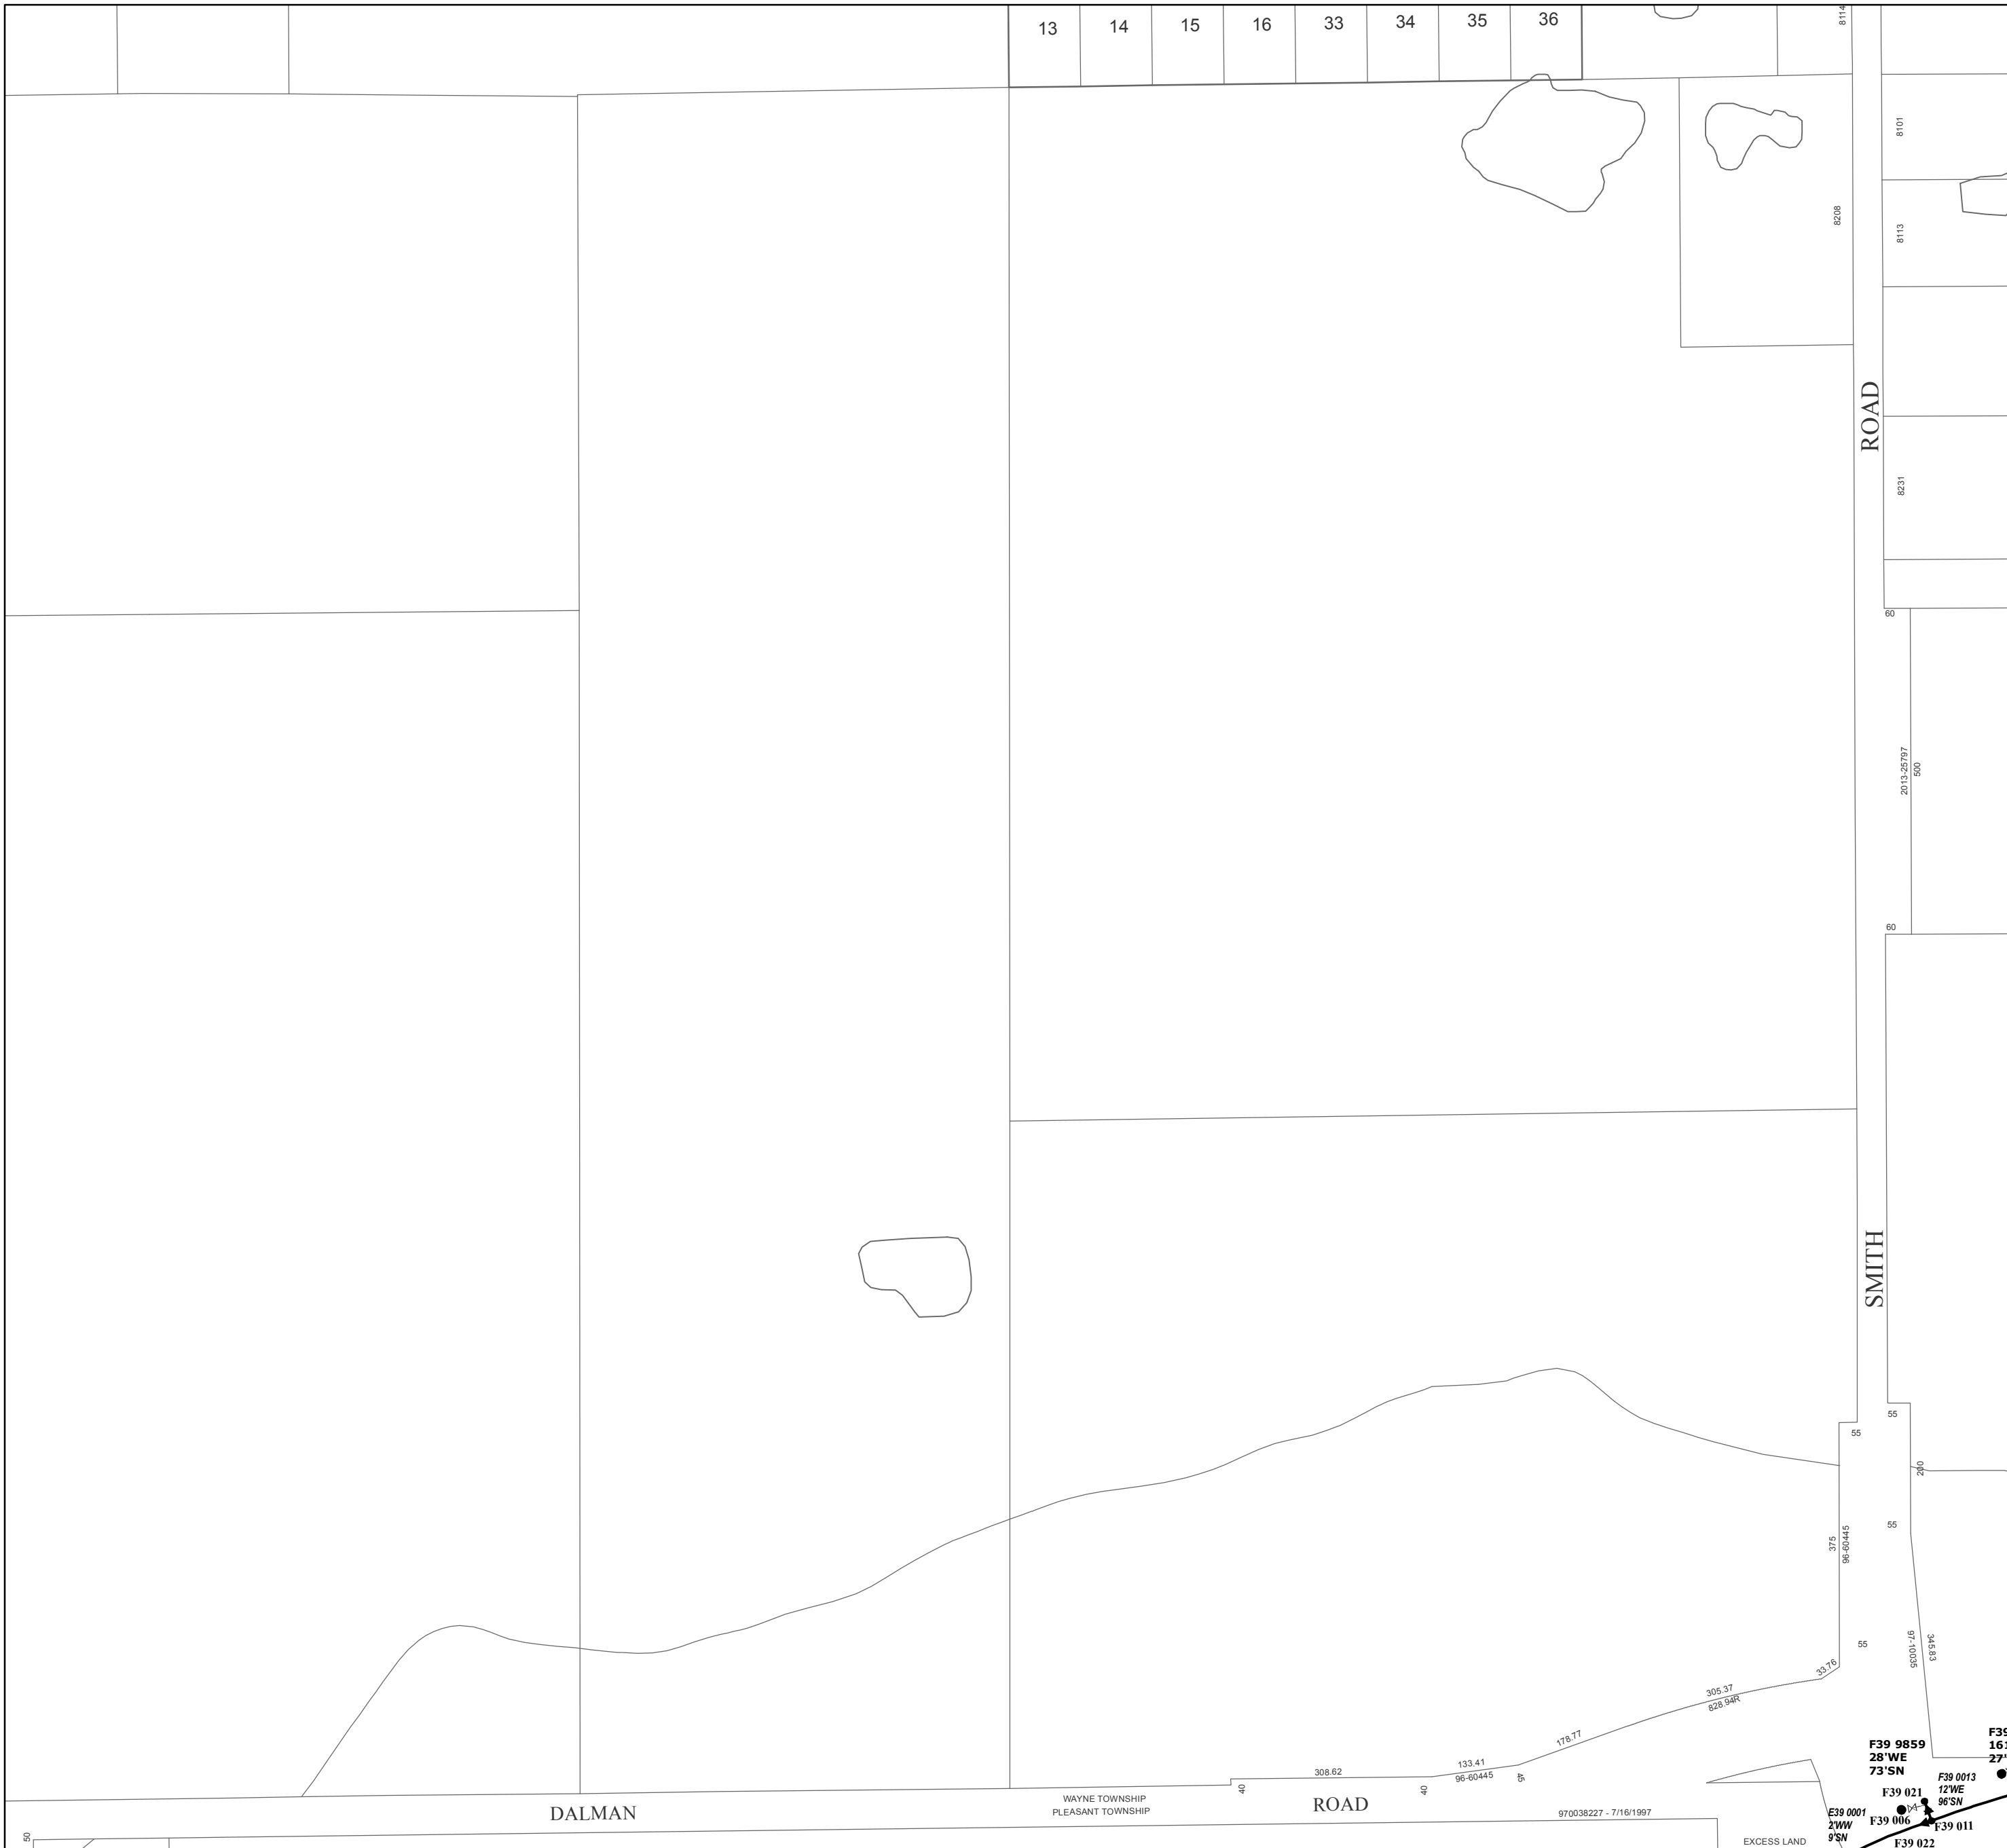 13
14
15
16
33
34
35
36
8114
8101
8208
8113
ROAD
8231
60
2013-25797
500
60
SMITH
55
55
200
55
375
96-60445
55
97-10035
345.83
33.76
305.37
828.94R
178.77
133.41
96-60445
45
308.62
40
40
F39 9859
28'WE
73'SN
F39 0013
12'WE
96'SN
F39 021
F39 006
F39 011
F39 022
E39 0001
2'WW
9'SN
WAYNE TOWNSHIP
PLEASANT TOWNSHIP
DALMAN
ROAD
970038227 - 7/16/1997
EXCESS LAND
50